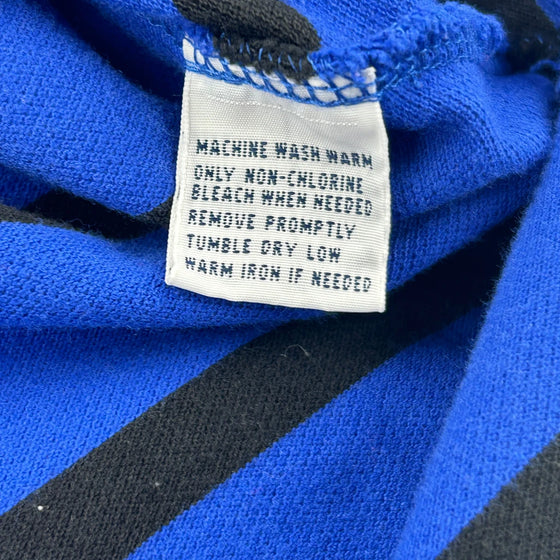 MACHINE WASH WARM
ONLY NON-CHLORINE
BLEACH WHEN NEEDED
REMOVE PROMPTLY
TUMBLE DRY LOW
WARM IRON IF NEEDED